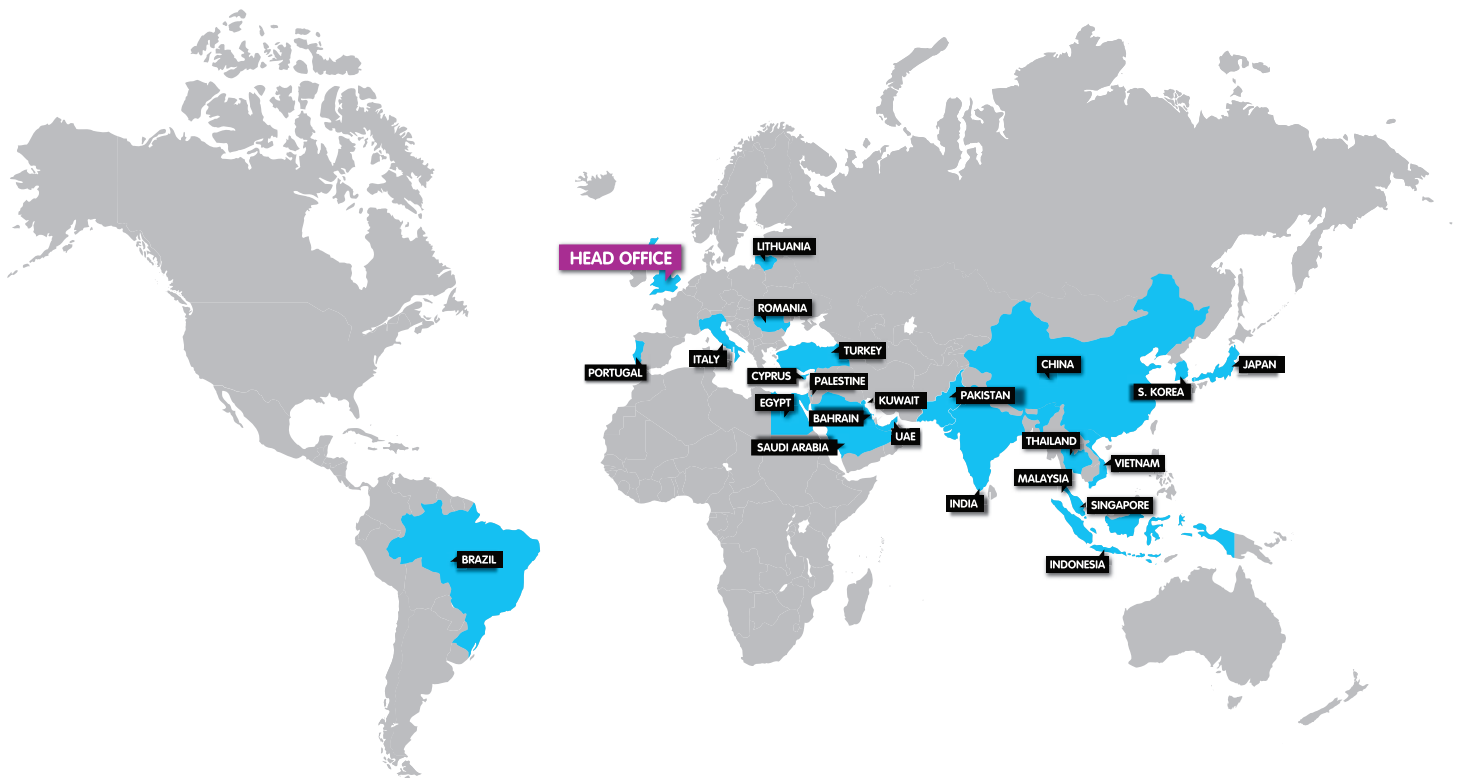 LITHUANIA
HEAD OFFICE
ROMANIA
TURKEY
ITALY
CHINA
JAPAN
PORTUGAL
CYPRUS
PALESTINE
S. KOREA
PAKISTAN
KUWAIT
EGYPT
BAHRAIN
UAE
THAILAND
SAUDI ARABIA
VIETNAM
MALAYSIA
INDIA
SINGAPORE
BRAZIL
INDONESIA